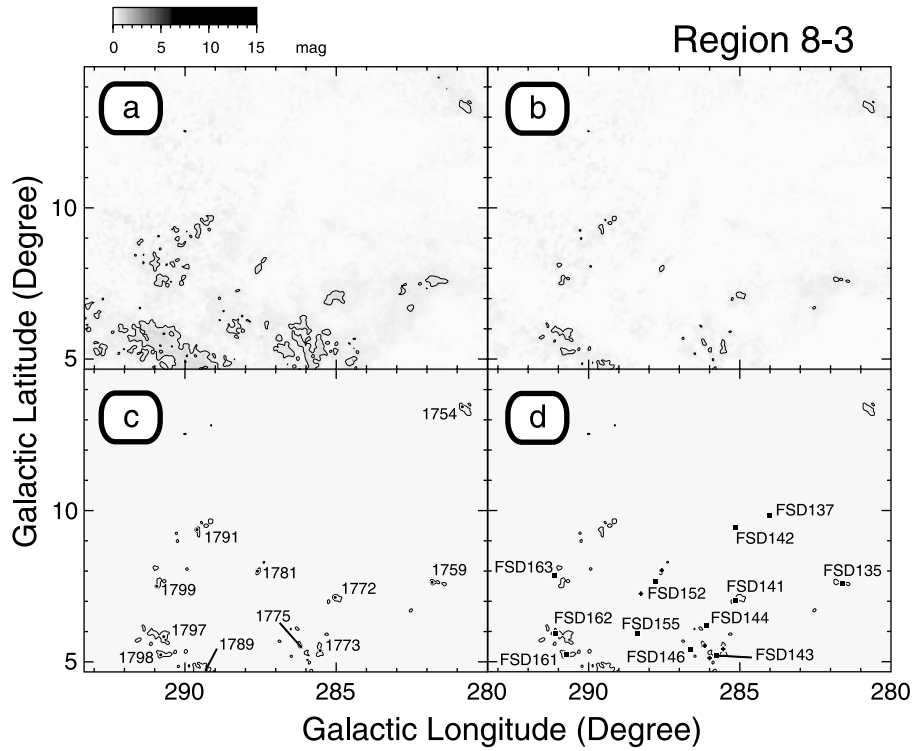 0 5 10 15 mag
Region 8-3
a
b
10
5
Galactic Latitude (Degree)
c
d
1754
1791
1781
1759
1799
1772
1775
1797
1789
1773
1798
10
5
290 285 280
FSD137
FSD142
FSD163
FSD135
FSD152
FSD141
FSD162
FSD155
FSD144
FSD161
FSD146
FSD143
290 285 280
Galactic Longitude (Degree)